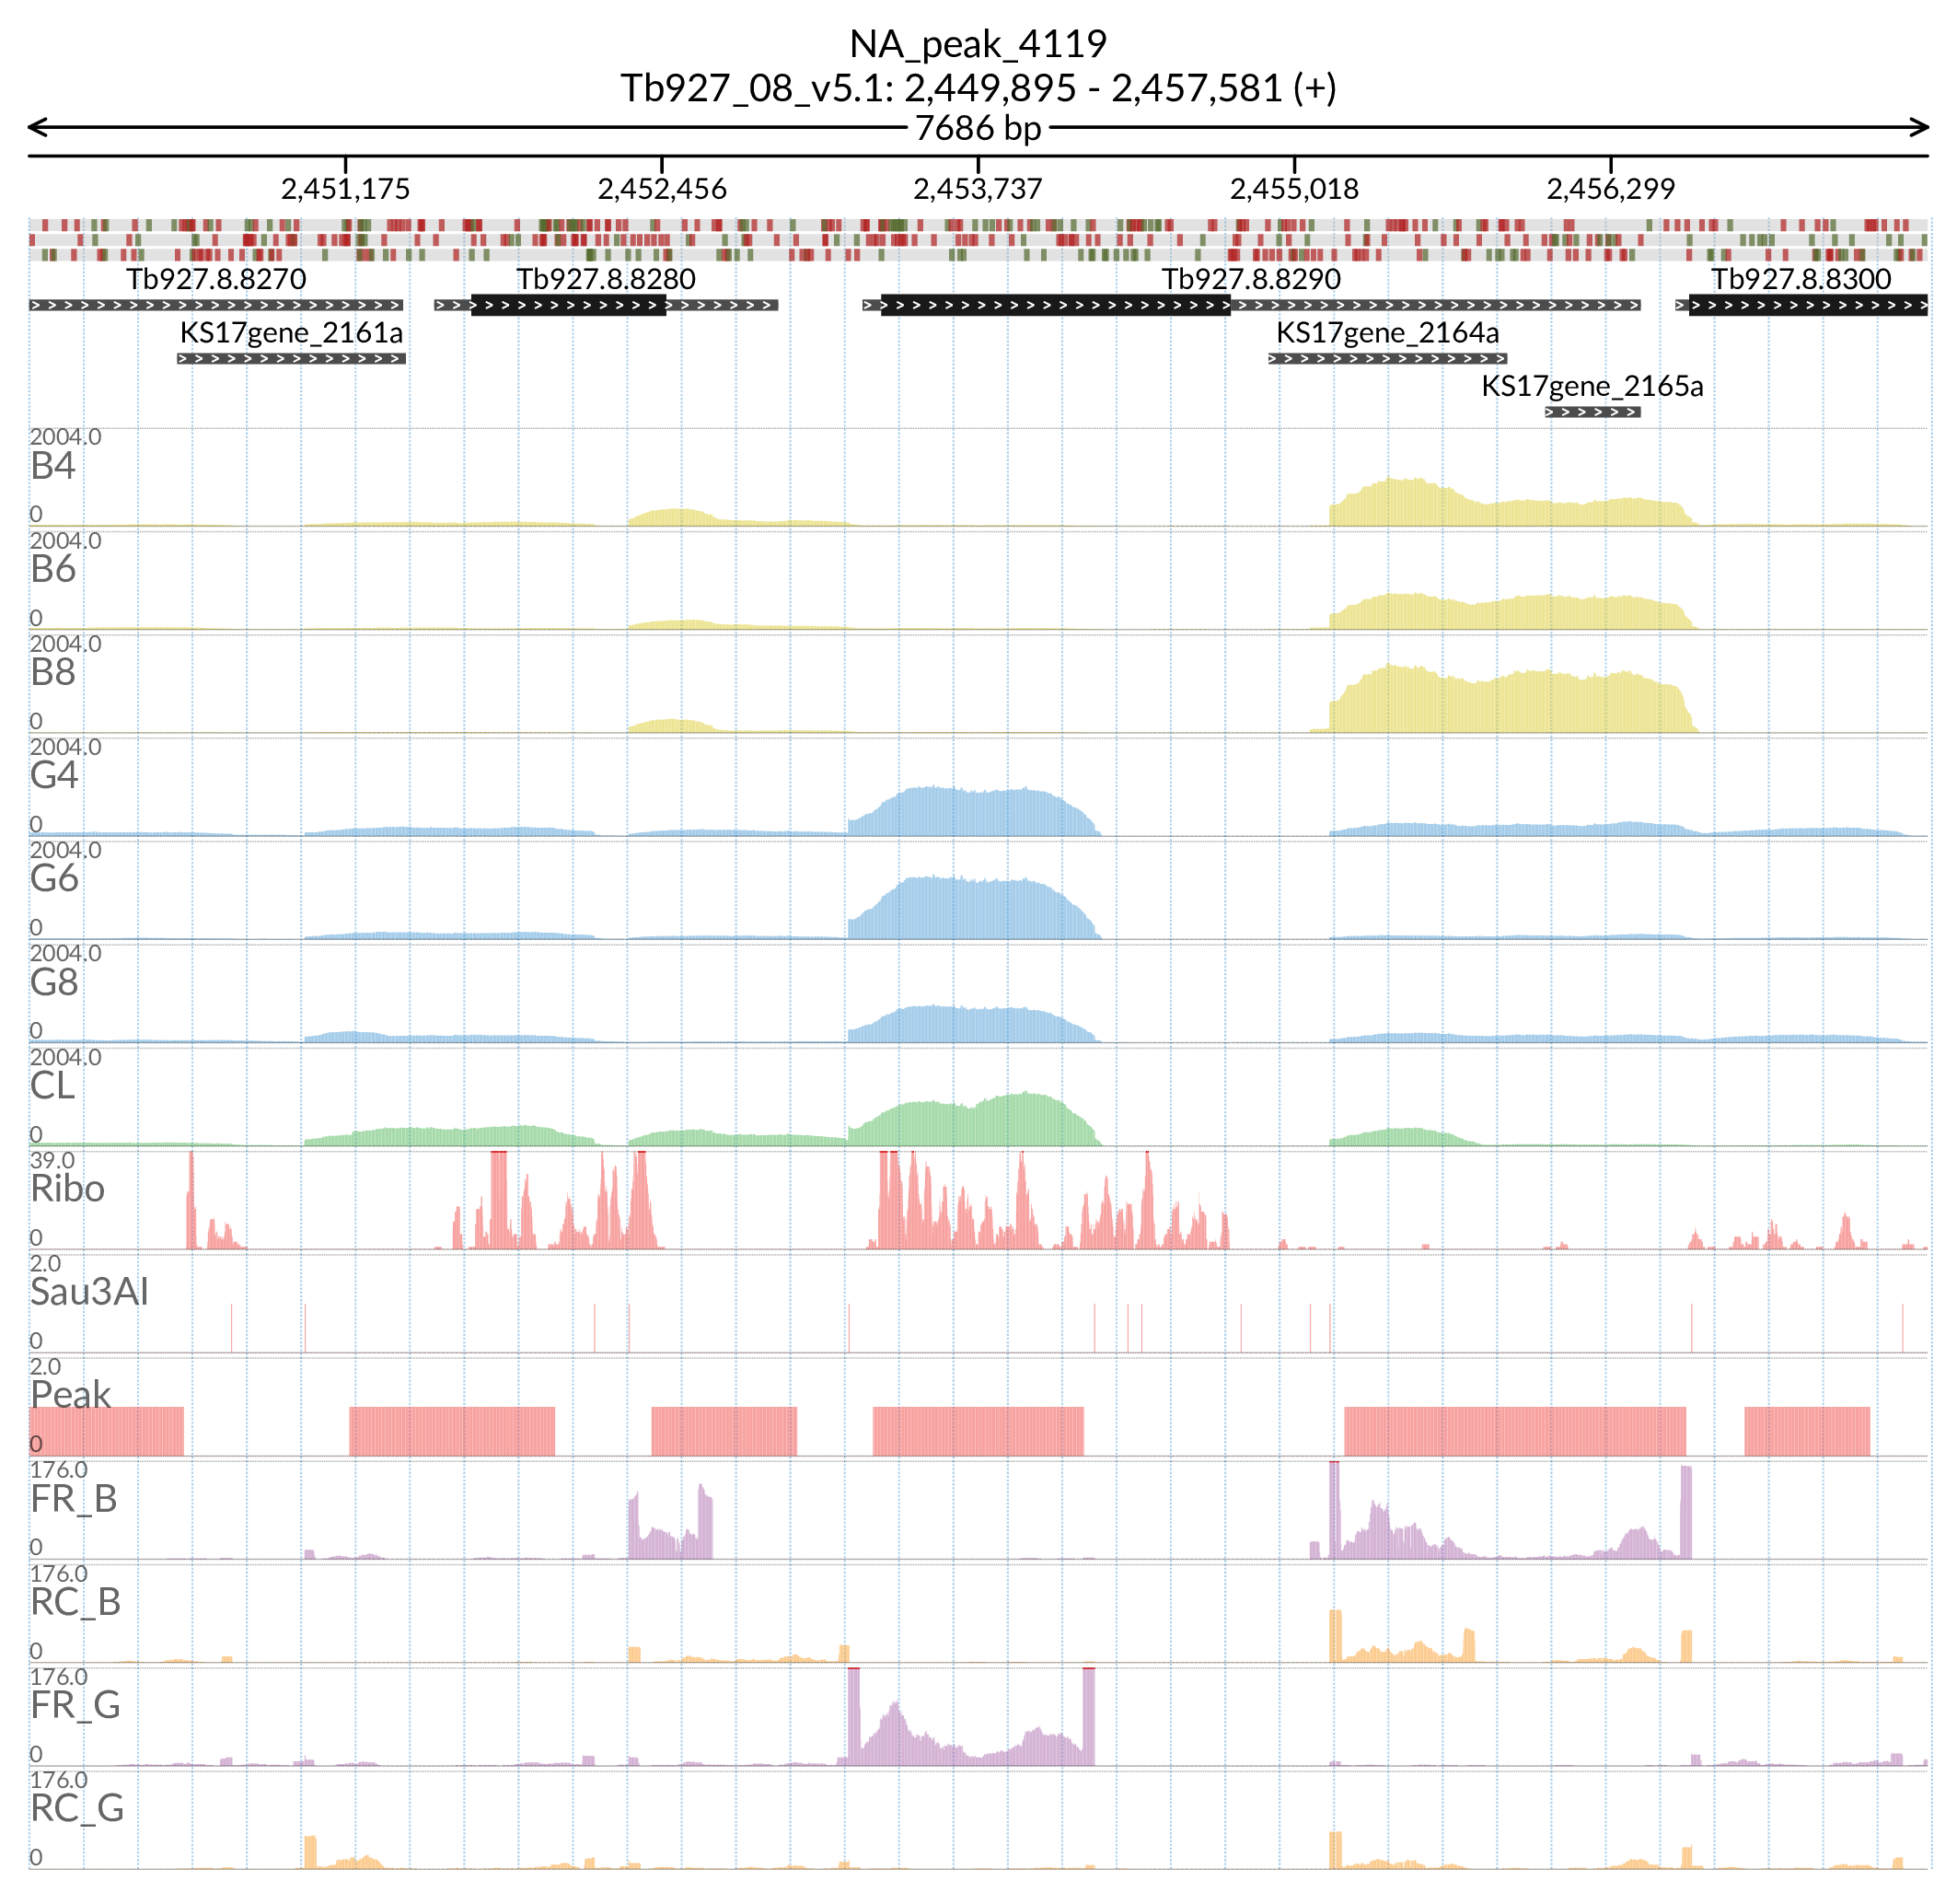 NA_peak_4119
Tb927_08_v5.1: 2,449,895 - 2,457,581 (+)
7686 bp
2,451,175 2,452,456 2,453,737 2,455,018 2,456,299
Tb927.8.8270 Tb927.8.8280 Tb927.8.8290 Tb927.8.8300
KS17gene_2161a KS17gene_2164a
KS17gene_2165a
2004.0
B4
0
2004.0
B6
0
2004.0
B8
0
2004.0
G4
0
2004.0
G6
0
2004.0
G8
0
2004.0
CL
0
39.0
Ribo
0
2.0
Sau3AI
0
2.0
Peak
0
176.0
FR_B
0
176.0
RC_B
0
176.0
FR_G
0
176.0
RC_G
0